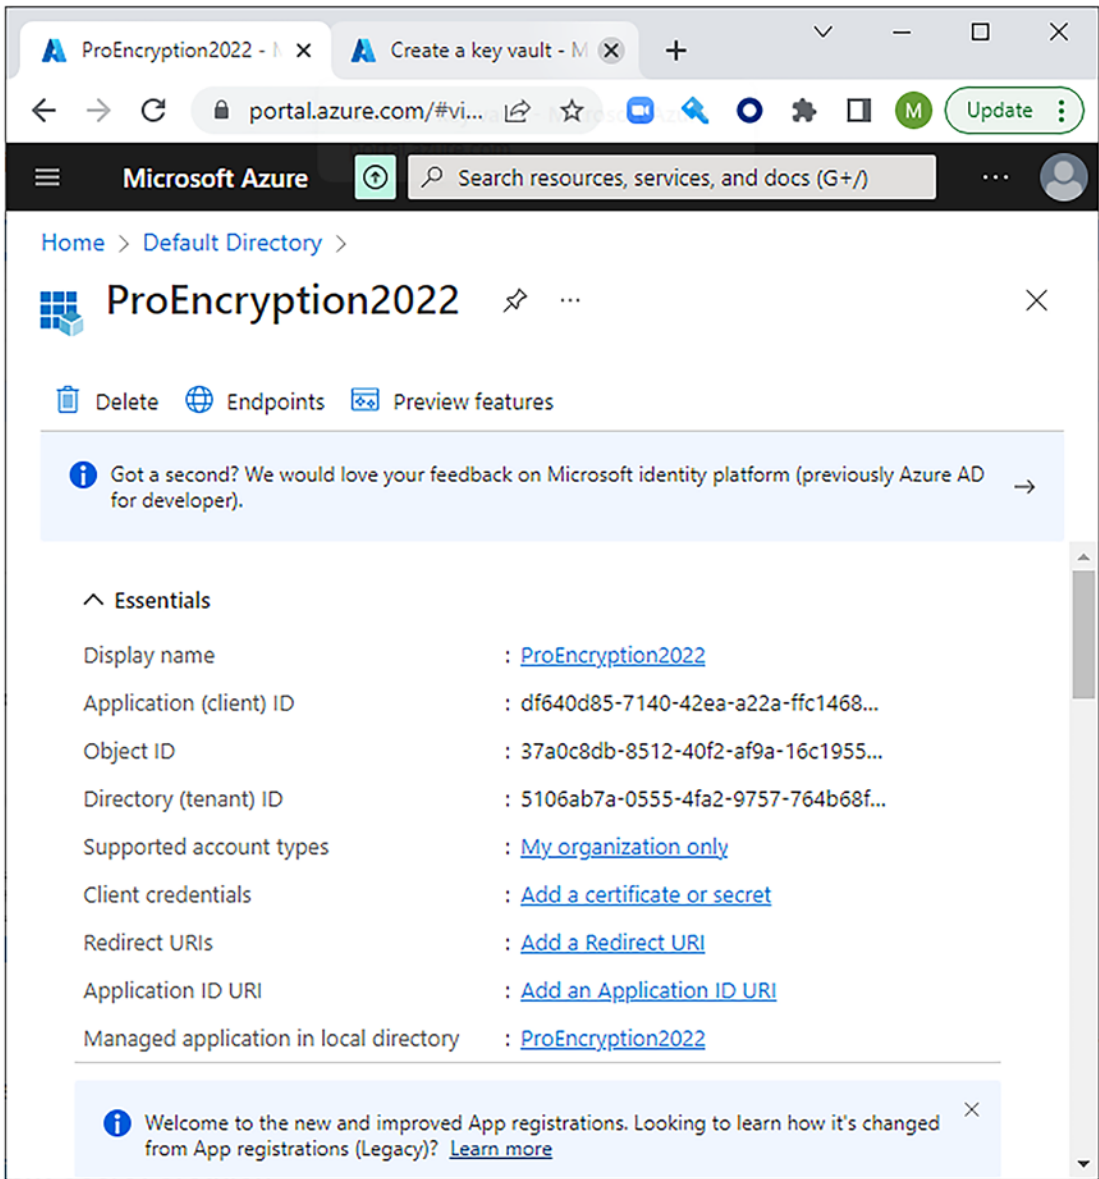 ProEncryption2022 - M
Create a key vault - M
portal.azure.com/#vi...
M
Update
Microsoft Azure
Search resources, services, and docs (G+/)
Home > Default Directory >
ProEncryption2022
Delete
Endpoints
Preview features
Got a second? We would love your feedback on Microsoft identity platform (previously Azure AD
for developer).
Essentials
Display name : ProEncryption2022
Application (client) ID : df640d85-7140-42ea-a22a-ffc1468...
Object ID : 37a0c8db-8512-40f2-af9a-16c1955...
Directory (tenant) ID : 5106ab7a-0555-4fa2-9757-764b68f...
Supported account types : My organization only
Client credentials : Add a certificate or secret
Redirect URIs : Add a Redirect URI
Application ID URI : Add an Application ID URI
Managed application in local directory : ProEncryption2022
Welcome to the new and improved App registrations. Looking to learn how it's changed
from App registrations (Legacy)? Learn more